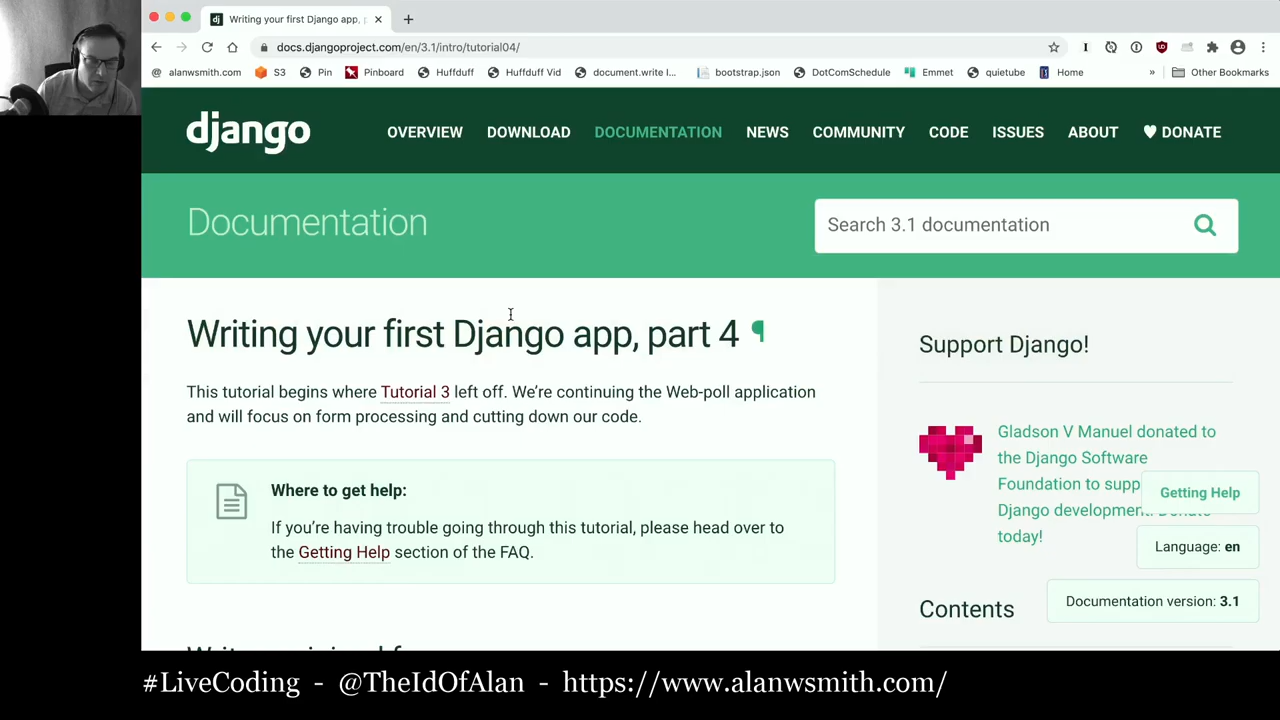 Writing your first Django app, p
docs.djangoproject.com/en/3.1/intro/tutorial04/
alanwsmith.com S3 Pin Pinboard Huffduff Huffduff Vid document.write I... bootstrap.json DotComSchedule Emmet quietube Home » Other Bookmarks
django OVERVIEW DOWNLOAD DOCUMENTATION NEWS COMMUNITY CODE ISSUES ABOUT DONATE
Documentation
Search 3.1 documentation
Writing your first Django app, part 4 ¶
This tutorial begins where Tutorial 3 left off. We’re continuing the Web-poll application
and will focus on form processing and cutting down our code.
Where to get help:
If you’re having trouble going through this tutorial, please head over to
the Getting Help section of the FAQ.
Support Django!
Gladson V Manuel donated to
the Django Software
Foundation to supp
Django development. Donate
today!
Getting Help
Language: en
Contents
Documentation version: 3.1
#LiveCoding - @TheIdOfAlan - https://www.alanwsmith.com/